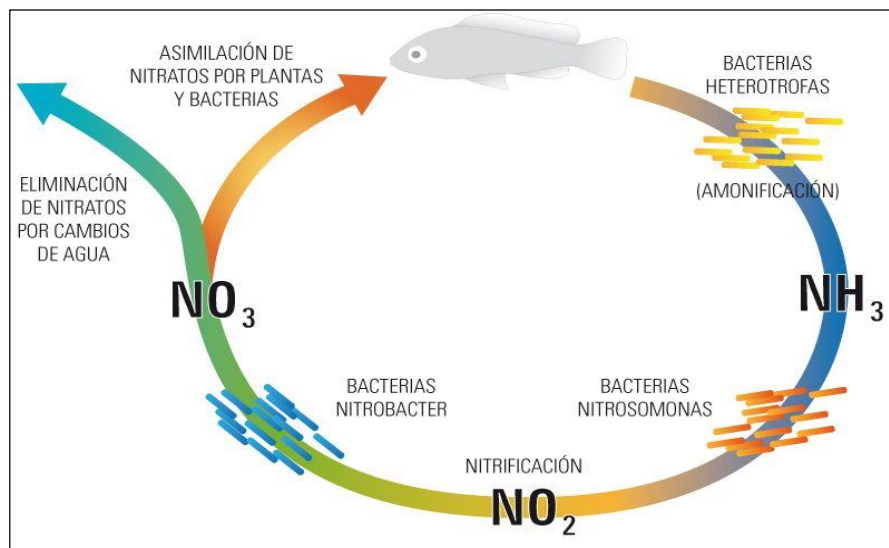 ASIMILACIÓN DE
NITRATOS POR PLANTAS
Y BACTERIAS
BACTERIAS
HETEROTROFAS
(AMONIFICACIÓN)
ELIMINACIÓN
DE NITRATOS
POR CAMBIOS
DE AGUA
NO3
NH3
BACTERIAS
NITROBACTER
BACTERIAS
NITROSOMONAS
NITRIFICACIÓN
NO2